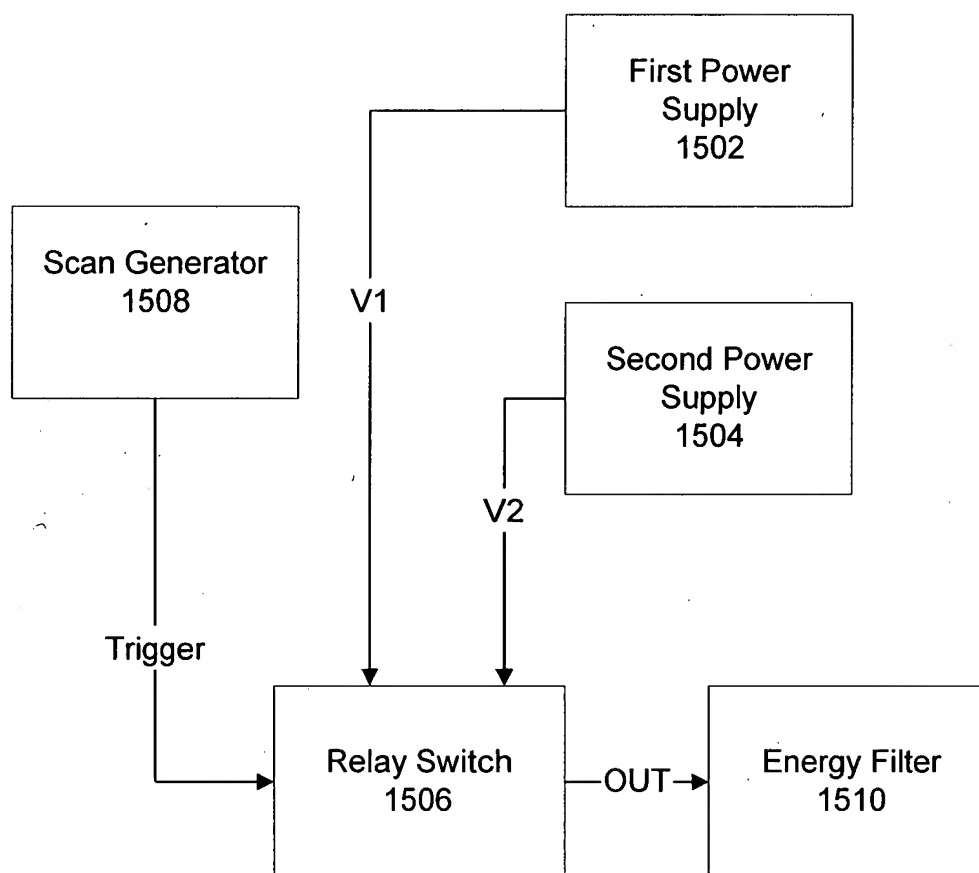 First Power
Supply
1502
Scan Generator
1508
V1
Second Power
Supply
1504
V2
Trigger
Relay Switch
1506
OUT
Energy Filter
1510